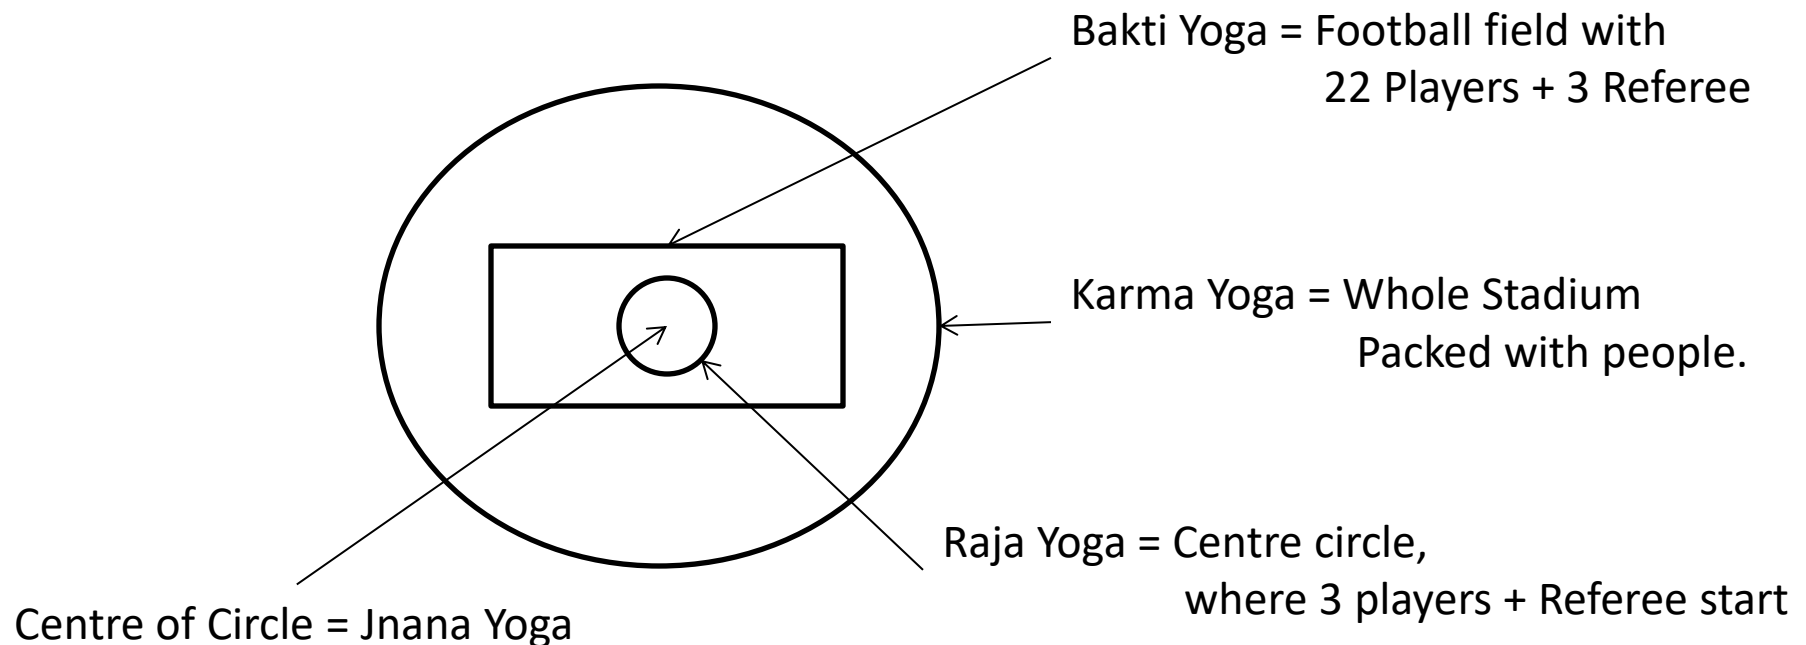 Bakti Yoga = Football field with
22 Players + 3 Referee
Karma Yoga = Whole Stadium
Packed with people.
Raja Yoga = Centre circle,
where 3 players + Referee start
Centre of Circle = Jnana Yoga